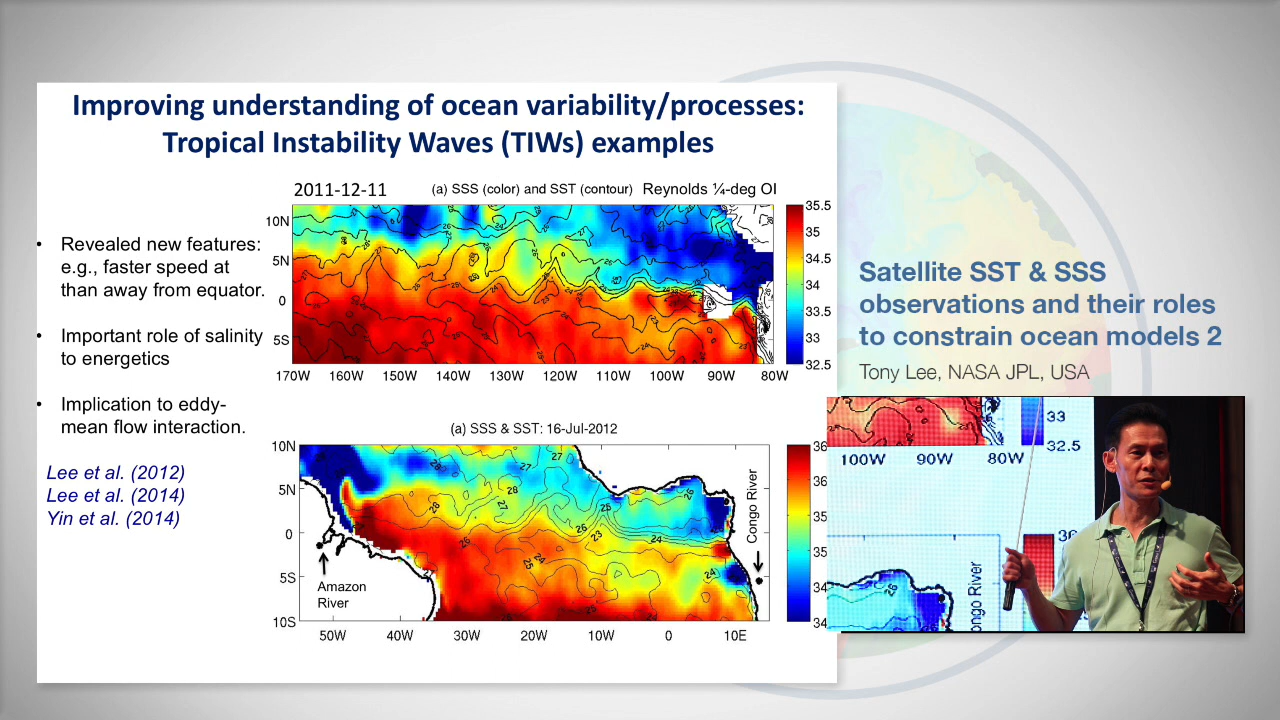 Improving understanding of ocean variability/processes:
Tropical Instability Waves (TIWs) examples
2011-12-11
(a) SSS (color) and SST (contour)
Reynolds ¼-deg OI
10N
5N
0
5S
170W 160W 150W 140W 130W 120W 110W 100W 90W 80W
35.5
35
34.5
34
33.5
33
32.5
• Revealed new features:
e.g., faster speed at
than away from equator.
• Important role of salinity
to energetics
• Implication to eddy-
mean flow interaction.
Lee et al. (2012)
Lee et al. (2014)
Yin et al. (2014)
(a) SSS & SST: 16-Jul-2012
10N
5N
0
5S
10S
50W 40W 30W 20W 10W 0 10E
Amazon
River
Congo River
36
36
35
35
34
34
Satellite SST & SSS
observations and their roles
to constrain ocean models 2
Tony Lee, NASA JPL, USA
33
32.5
100W 90W 80W
36
ongo River